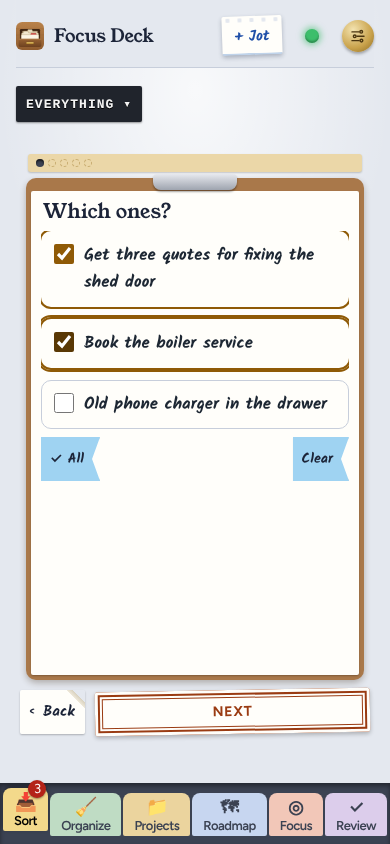 Focus Deck
+ Jot
EVERYTHING ▾
Which ones?
Get three quotes for fixing the
shed door
Book the boiler service
Old phone charger in the drawer
✓ All
Clear
‹ Back
NEXT
3
Sort
Organize
Projects
Roadmap
Focus
Review